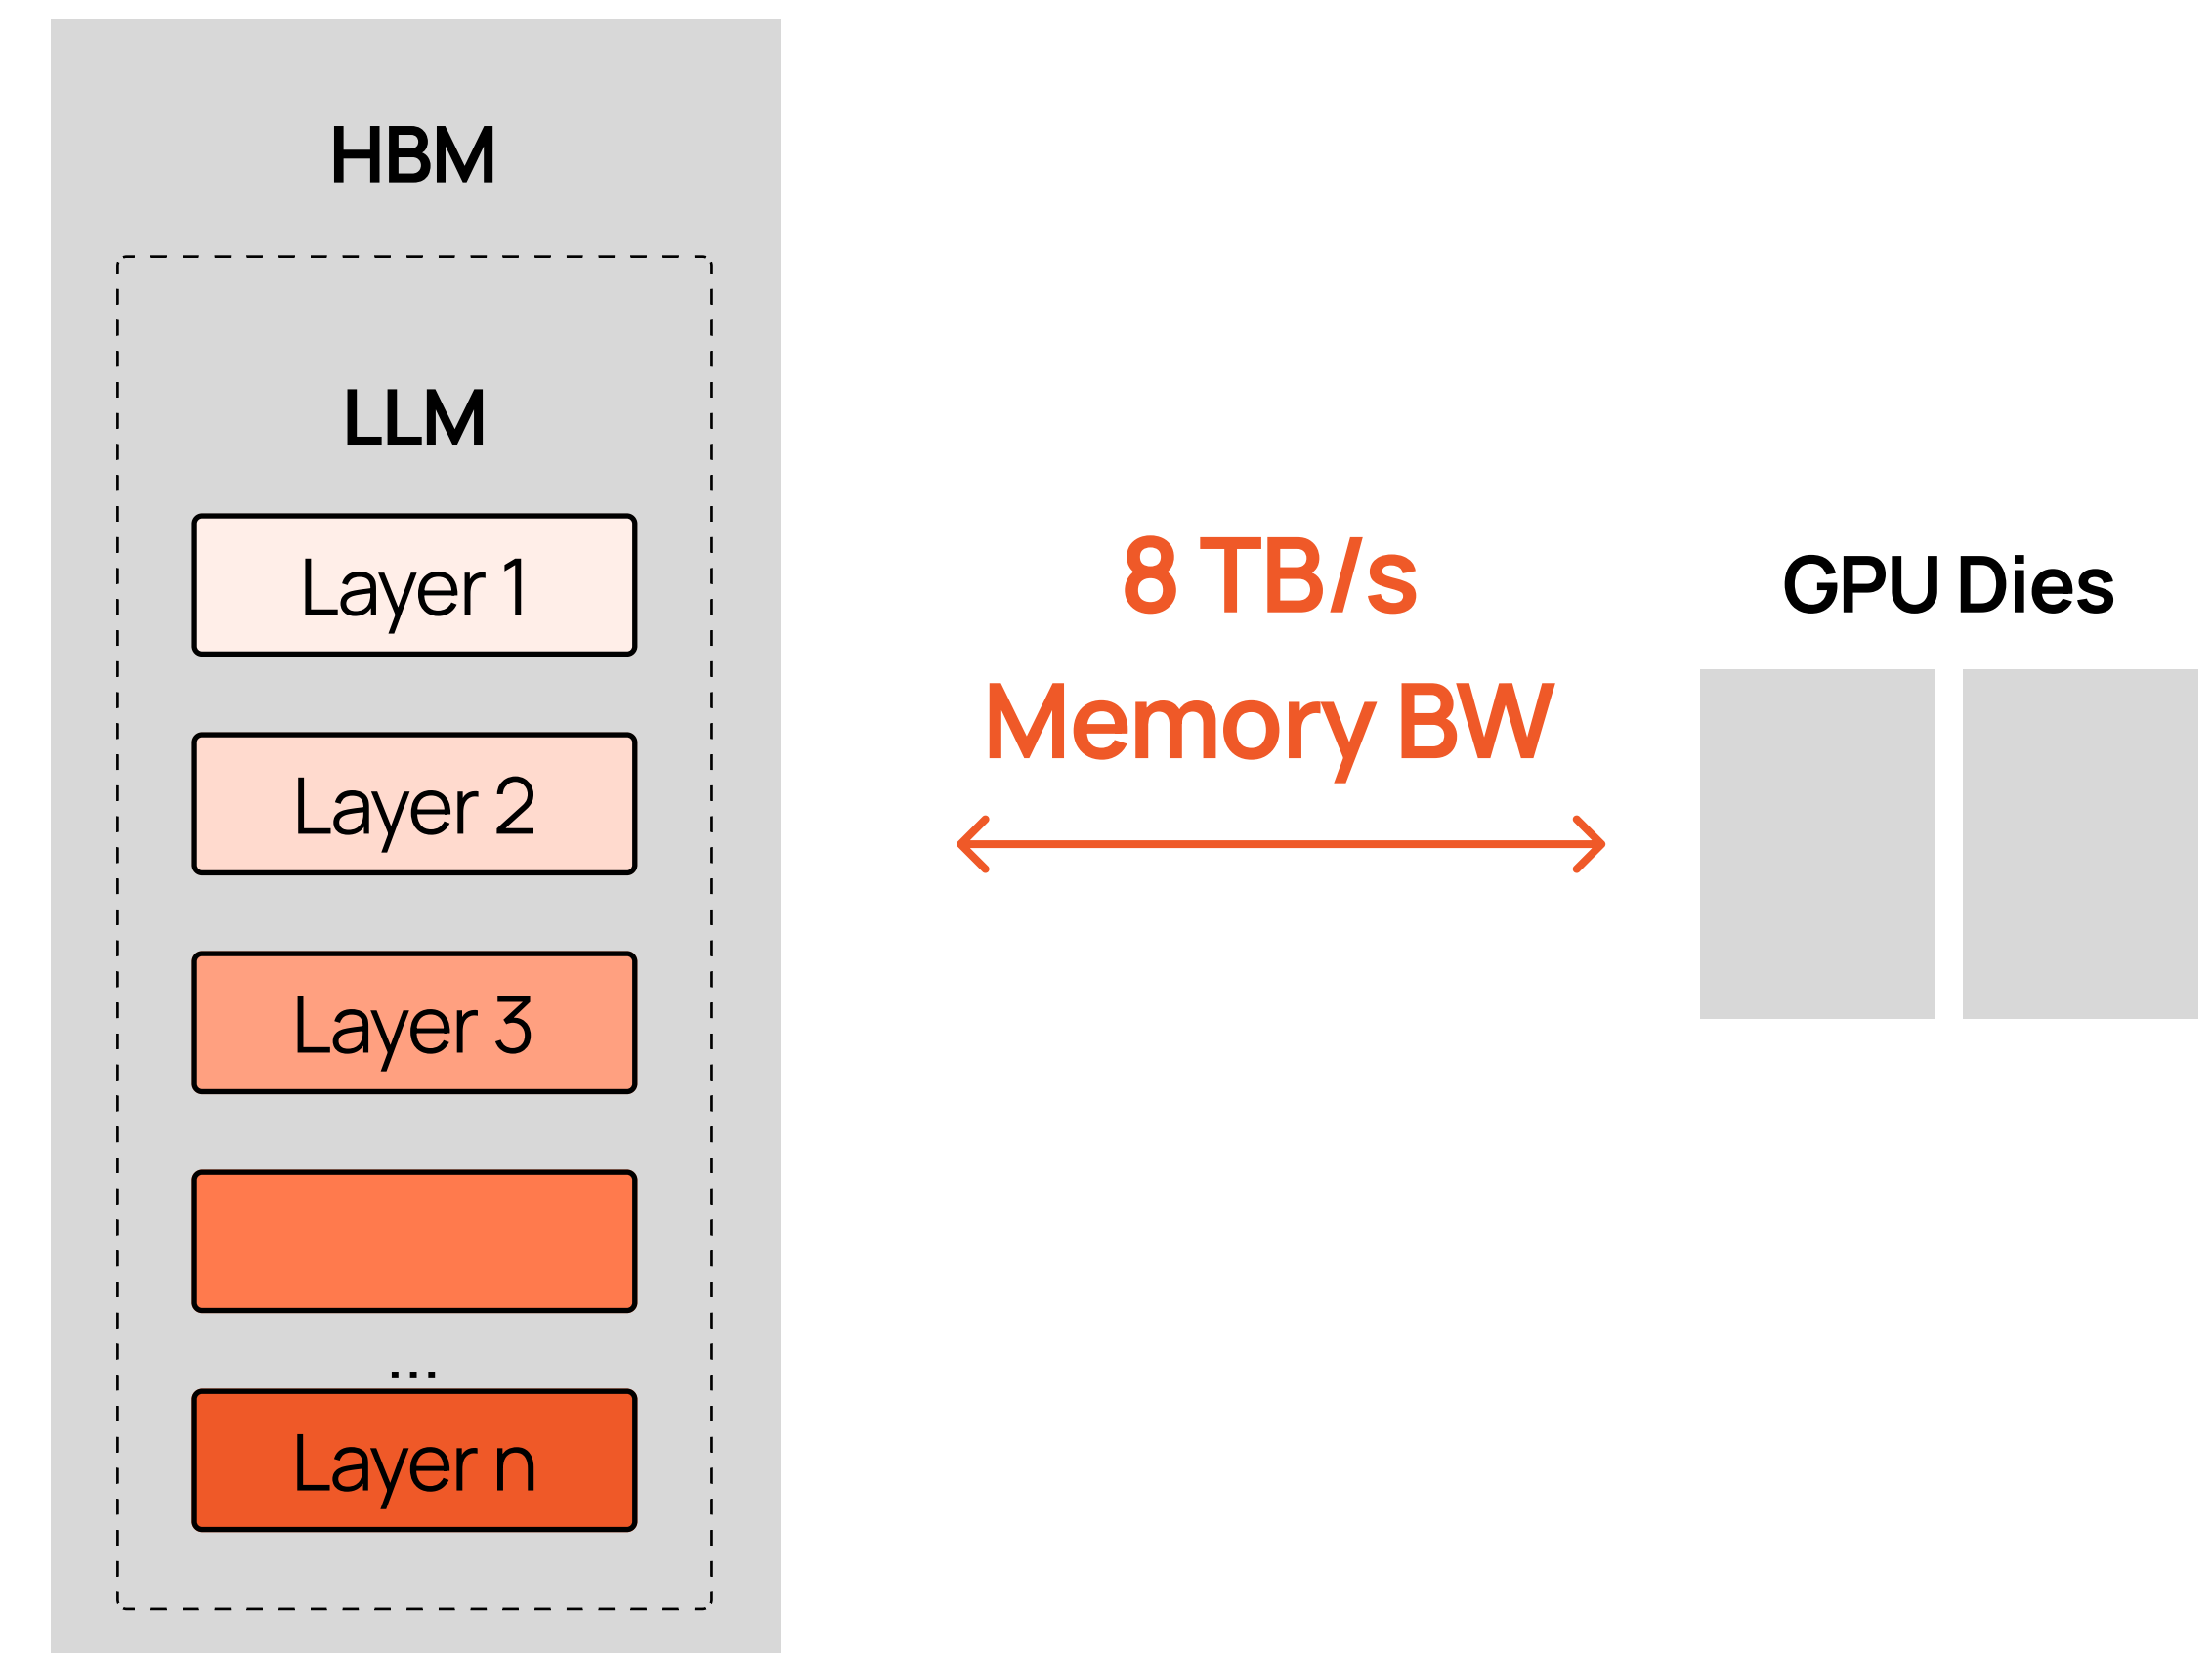 HBM
LLM
Layer 1
Layer 2
Layer 3
...
Layer n
8 TB/s
Memory BW
GPU Dies